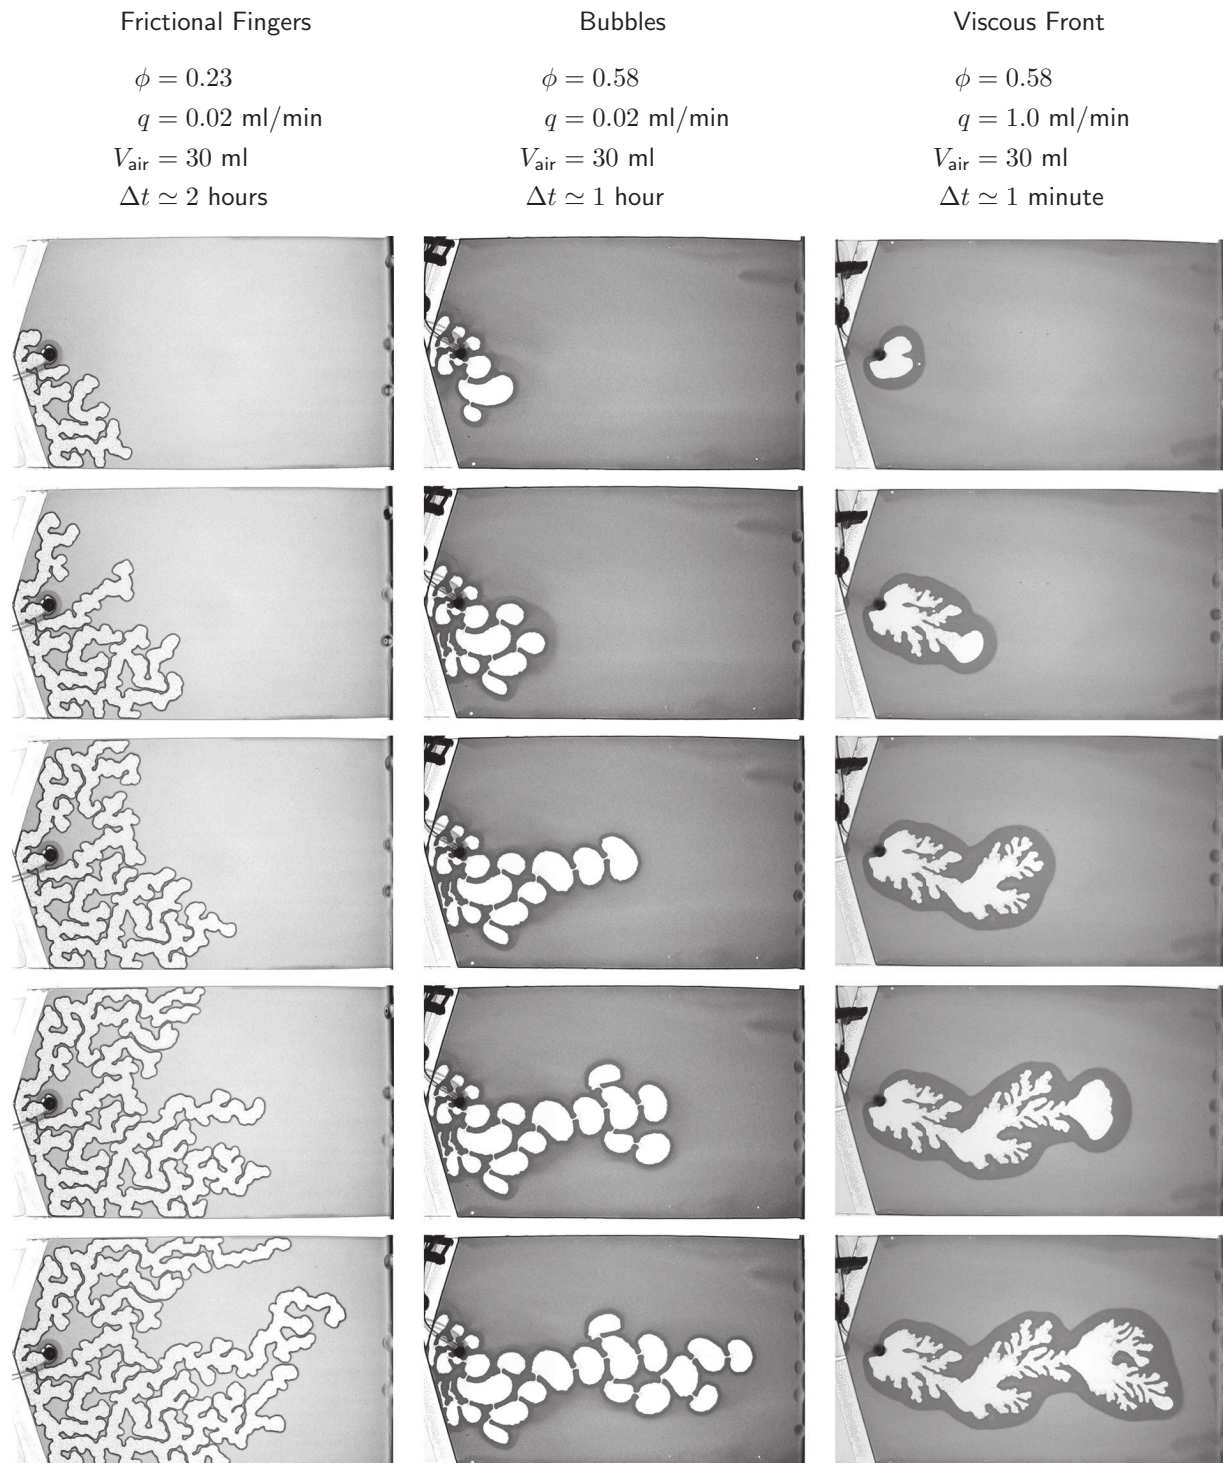 Frictional Fingers
ϕ = 0.23
q = 0.02 ml/min
V_air = 30 ml
Δt ≃ 2 hours
Bubbles
ϕ = 0.58
q = 0.02 ml/min
V_air = 30 ml
Δt ≃ 1 hour
Viscous Front
ϕ = 0.58
q = 1.0 ml/min
V_air = 30 ml
Δt ≃ 1 minute